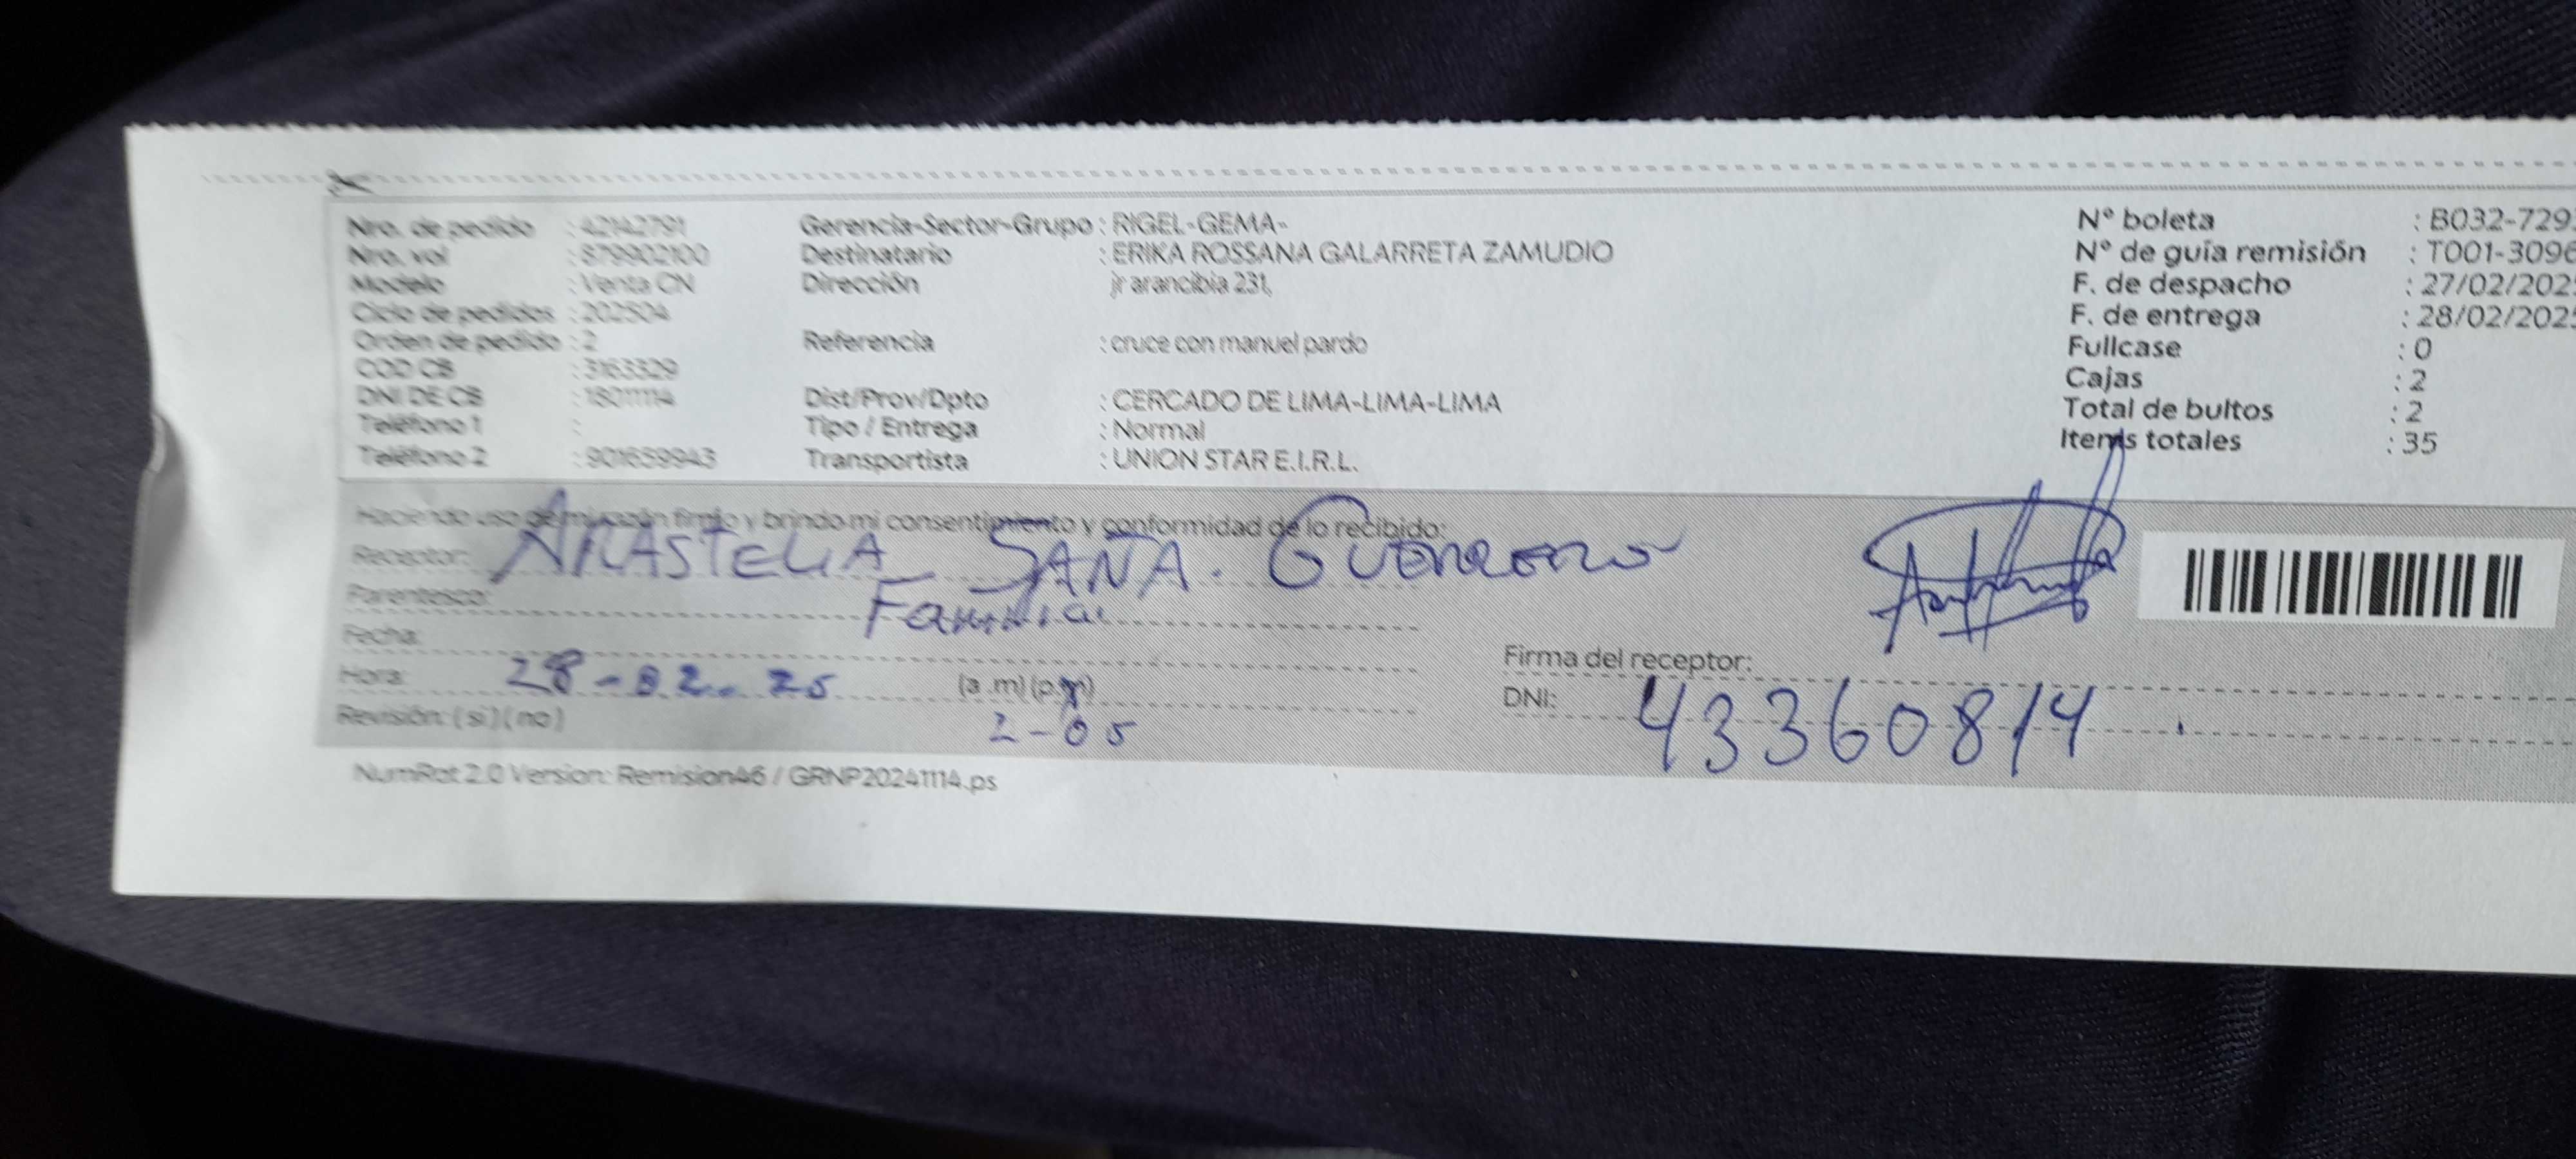 Nro. de pedido : 42142791 Gerencia-Sector-Grupo : RIGEL-GEMA- N° boleta : B032-729
Nro. vol : 879902100 Destinatario : ERIKA ROSSANA GALARRETA ZAMUDIO N° de guía remisión : T001-3096
Modelo : Venta CN Dirección jr arancibia 231, F. de despacho : 27/02/202
Ciclo de pedidos : 202504 F. de entrega : 28/02/202
Orden de pedido : 2 Referencia : cruce con manuel pardo Fullcase : 0
COD CB : 3163329 Cajas : 2
DNI DE CB : 18011114 Dist/Prov/Dpto : CERCADO DE LIMA-LIMA-LIMA Total de bultos : 2
Teléfono 1 : Tipo / Entrega : Normal Items totales : 35
Teléfono 2 : 901659943 Transportista : UNION STAR E.I.R.L.
Haciendo uso de mi razón firmo y brindo mi consentimiento y conformidad de lo recibido:
Receptor: SAÑA. GUERRERO
Parentesco: Familiar
Fecha:
Hora: 28-02-25 (a .m) (p.m) Firma del receptor:
Revisión: ( si ) ( no ) 2-05 DNI: 43360814
NumRot 2.0 Version: Remision46 / GRNP20241114.ps